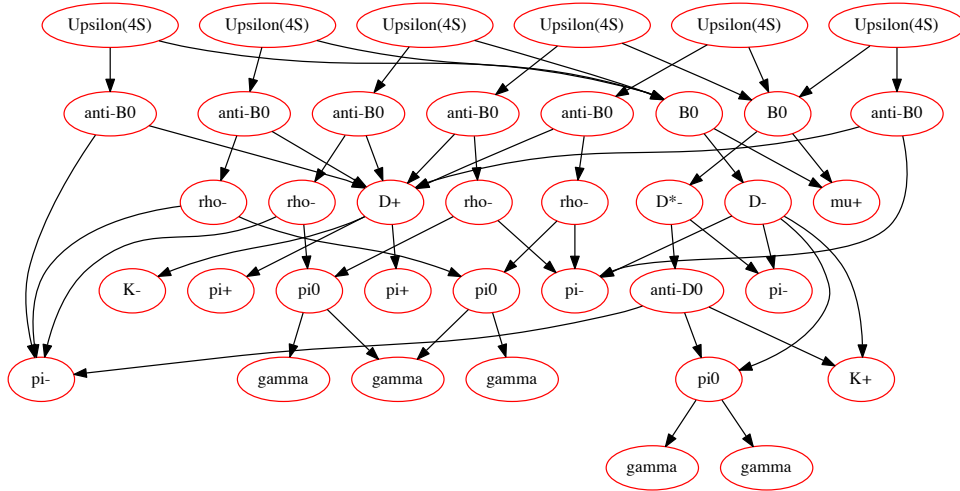 Upsilon(4S) Upsilon(4S) Upsilon(4S) Upsilon(4S) Upsilon(4S) Upsilon(4S)
anti-B0 anti-B0 anti-B0 anti-B0 anti-B0 B0 B0 anti-B0
rho- rho- D+ rho- rho- D*- D- mu+
K- pi+ pi0 pi+ pi0 pi- anti-D0 pi-
pi- gamma gamma gamma pi0 K+
gamma gamma